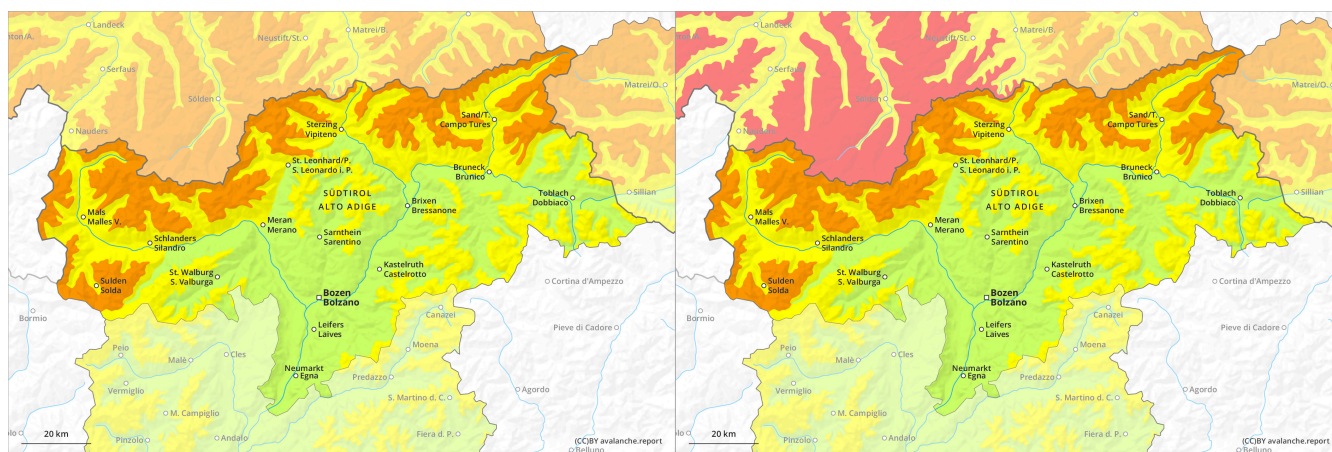 Landeck
nton/A.
Neustift/St.
Matrei/B.
Serfaus
Sölden
Matrei/O.
Nauders
Sterzing
Vipiteno
Sand/T.
Campo Tures
St. Leonhard/P.
S. Leonardo i. P.
Bruneck
Brunico
Toblach
Dobbiaco
Sillian
SÜDTIROL
ALTO ADIGE
Mals
Malles V.
Brixen
Bressanone
Meran
Merano
Schlanders
Silandro
Sarnthein
Sarentino
St. Walburg
S. Valburga
Kastelruth
Castelrotto
Sulden
Solda
Cortina d'Ampezzo
Bozen
Bolzano
Bormio
Canazei
Leifers
Laives
Pieve di Cadore
Peio
Moena
Malè
Cles
Neumarkt
Egna
Predazzo
Vermiglio
Agordo
S. Martino d. C.
M. Campiglio
Fiera d. P.
Pinzolo
Andalo
20 km
(CC)BY avalanche.report
Belluno
Landeck
nton/A.
Neustift/St.
Matrei/B.
Serfaus
Sölden
Matrei/O.
Nauders
Sterzing
Vipiteno
Sand/T.
Campo Tures
St. Leonhard/P.
S. Leonardo i. P.
Bruneck
Brunico
Toblach
Dobbiaco
Sillian
SÜDTIROL
ALTO ADIGE
Mals
Malles V.
Brixen
Bressanone
Meran
Merano
Schlanders
Silandro
Sarnthein
Sarentino
St. Walburg
S. Valburga
Kastelruth
Castelrotto
Sulden
Solda
Cortina d'Ampezzo
Bozen
Bolzano
Bormio
Canazei
Leifers
Laives
Pieve di Cadore
Peio
Moena
Malè
Cles
Neumarkt
Egna
Predazzo
Vermiglio
Agordo
S. Martino d. C.
M. Campiglio
Fiera d. P.
Pinzolo
Andalo
20 km
(CC)BY avalanche.report
Belluno